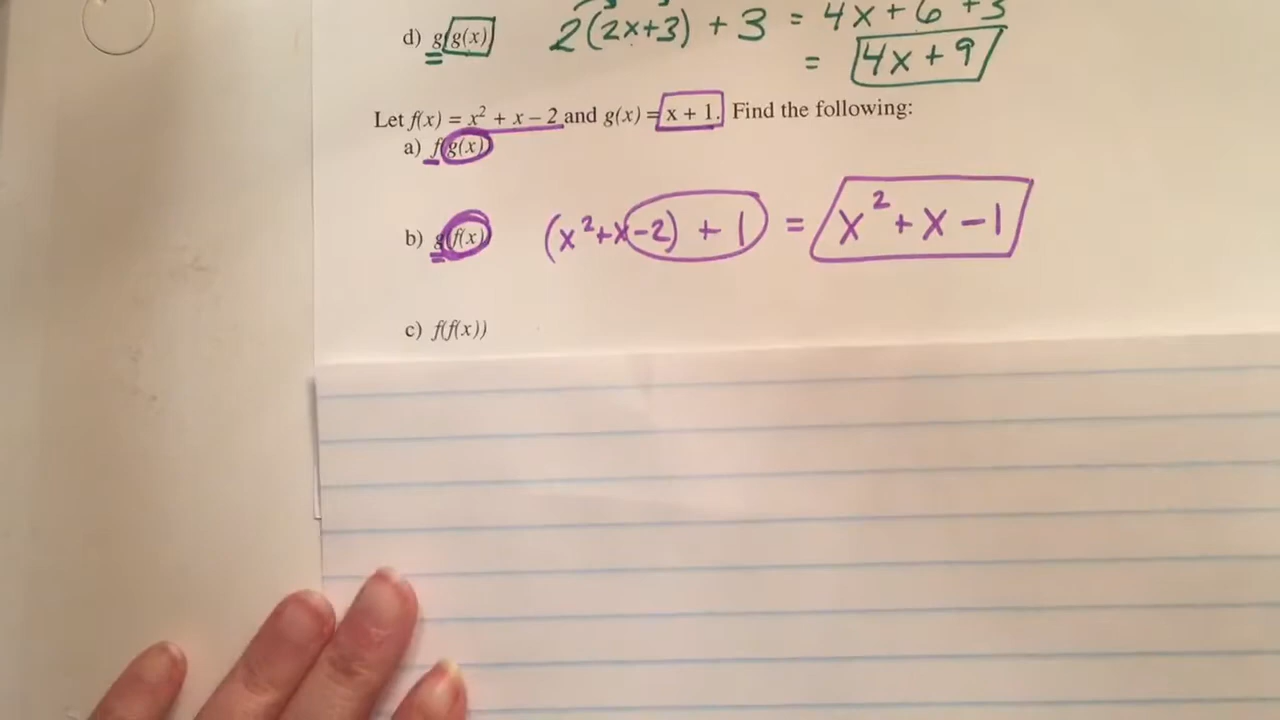 d) g(g(x)) 2(2x+3) + 3 = 4x + 6 + 3
= 4x + 9
Let f(x) = x² + x – 2 and g(x) = x + 1. Find the following:
a) f(g(x))
b) g(f(x)) (x²+x-2) + 1 = x² + x - 1
c) f(f(x))